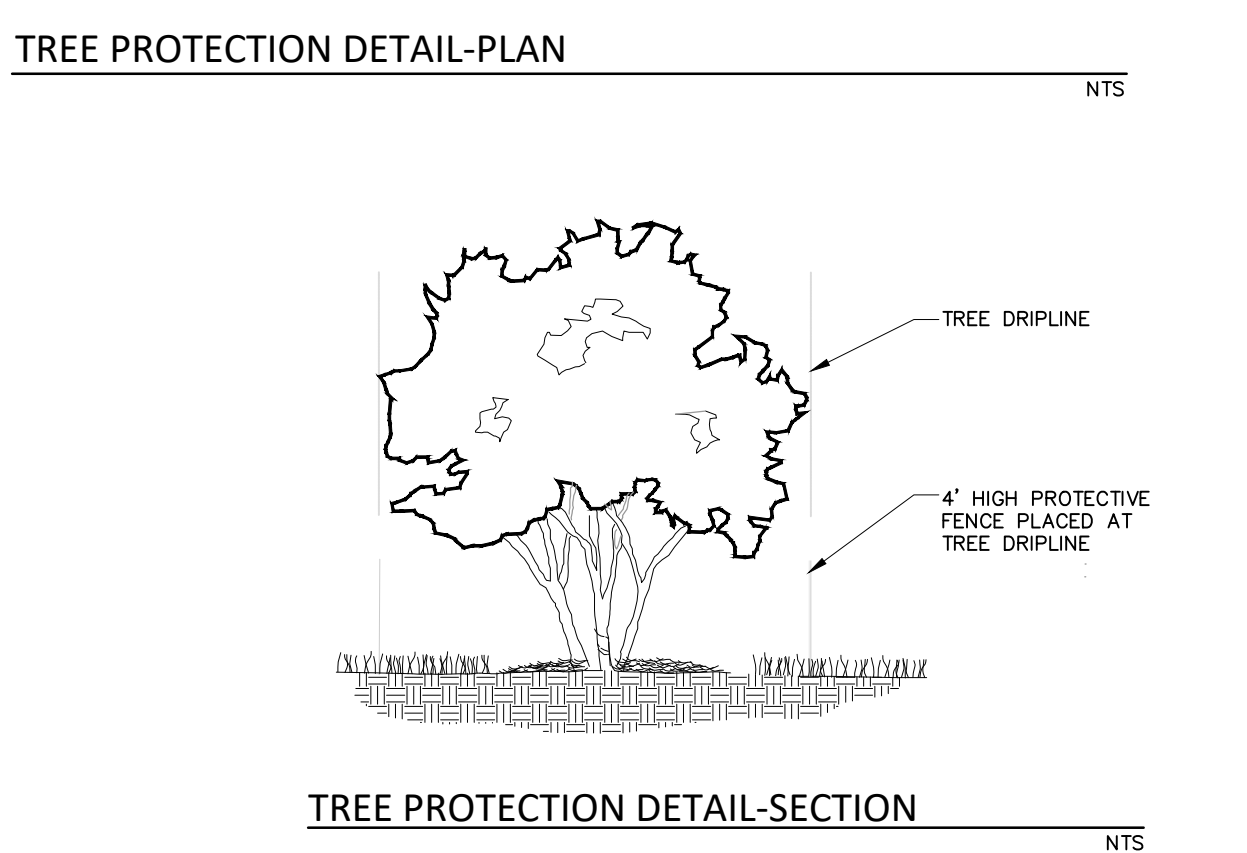 TREE PROTECTION DETAIL-PLAN
NTS
TREE DRIPLINE
4' HIGH PROTECTIVE
FENCE PLACED AT
TREE DRIPLINE
TREE PROTECTION DETAIL-SECTION
NTS